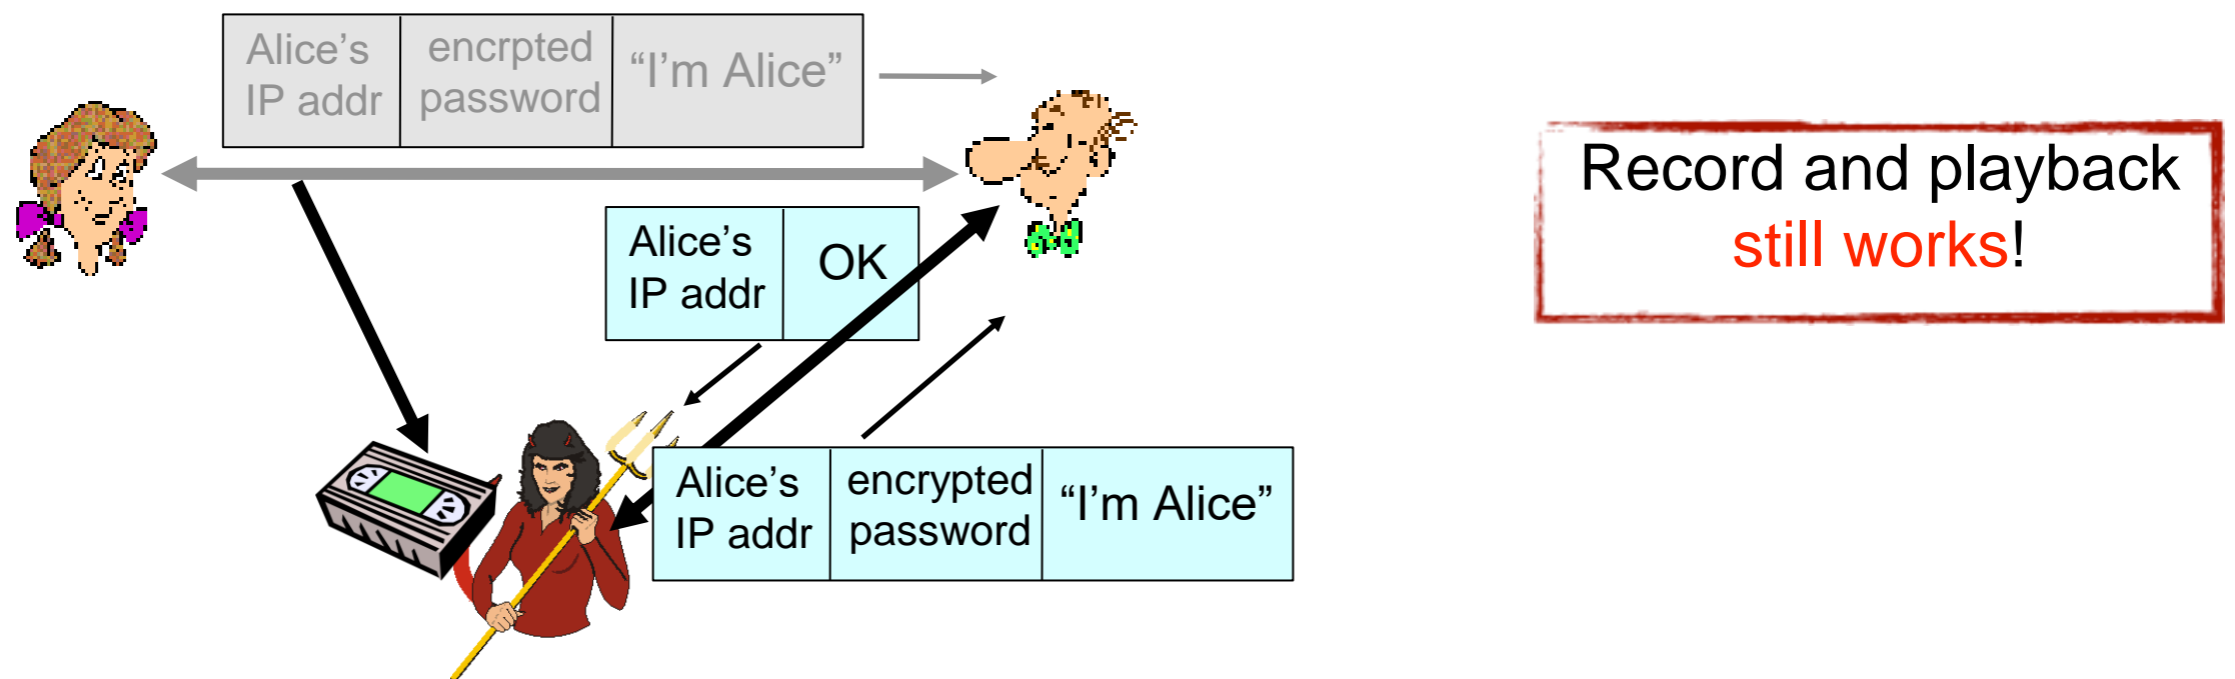 Alice’s
IP addr
encrpted
password
“I’m Alice”
Record and playback
still works!
Alice’s
IP addr
OK
Alice’s
IP addr
encrypted
password
“I’m Alice”